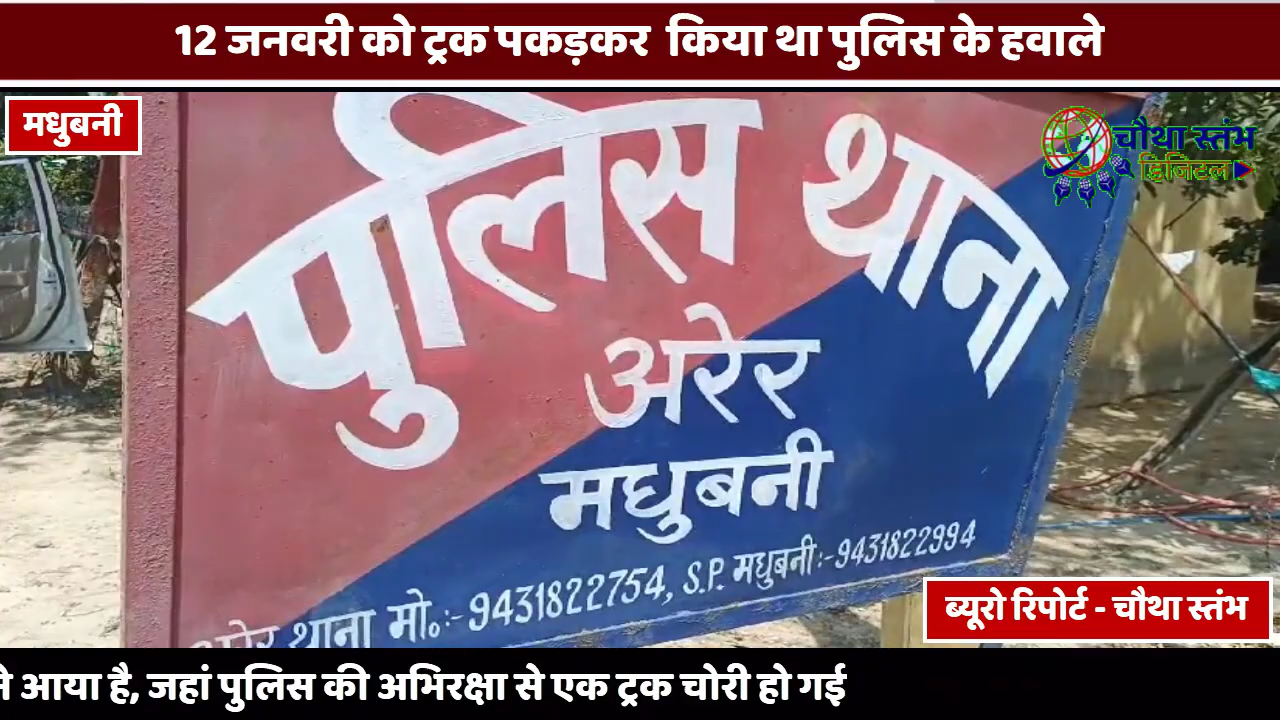 12 जनवरी को ट्रक पकड़कर किया था पुलिस के हवाले
मधुबनी
चौथा स्तंभ
डिजिटल
पुलिस थाना
अरेर
मधुबनी
अरेर थाना मो॰:-9431822754, S.P. मधुबनी:-9431822994
ब्यूरो रिपोर्ट - चौथा स्तंभ
आया है, जहां पुलिस की अभिरक्षा से एक ट्रक चोरी हो गई